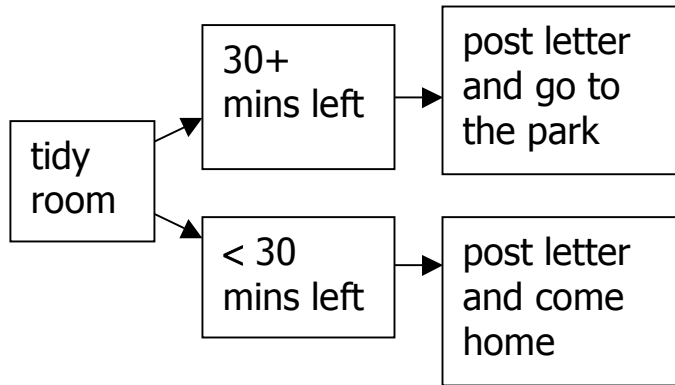 tidy
room
30+
mins left
post letter
and go to
the park
< 30
mins left
post letter
and come
home